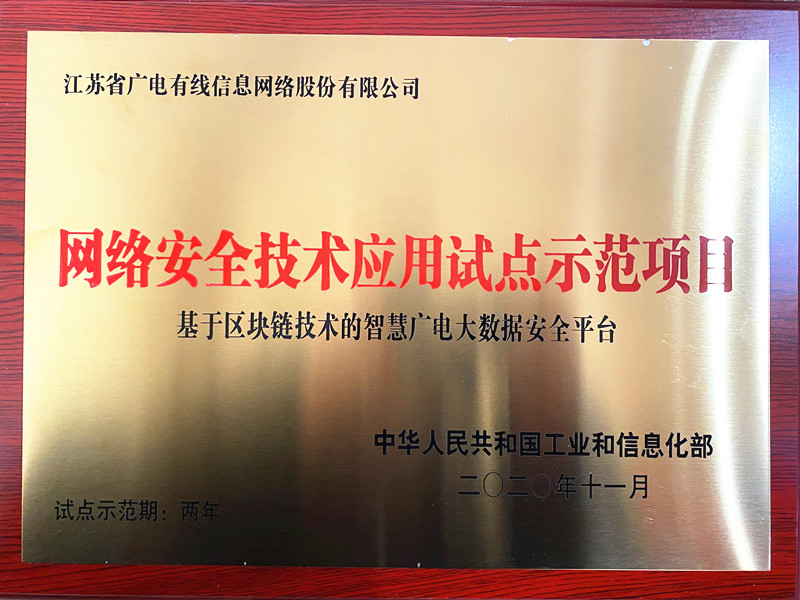 江苏省广电有线信息网络股份有限公司
网络安全技术应用试点示范项目
基于区块链技术的智慧广电大数据安全平台
中华人民共和国工业和信息化部
二〇二〇年十一月
试点示范期：两年